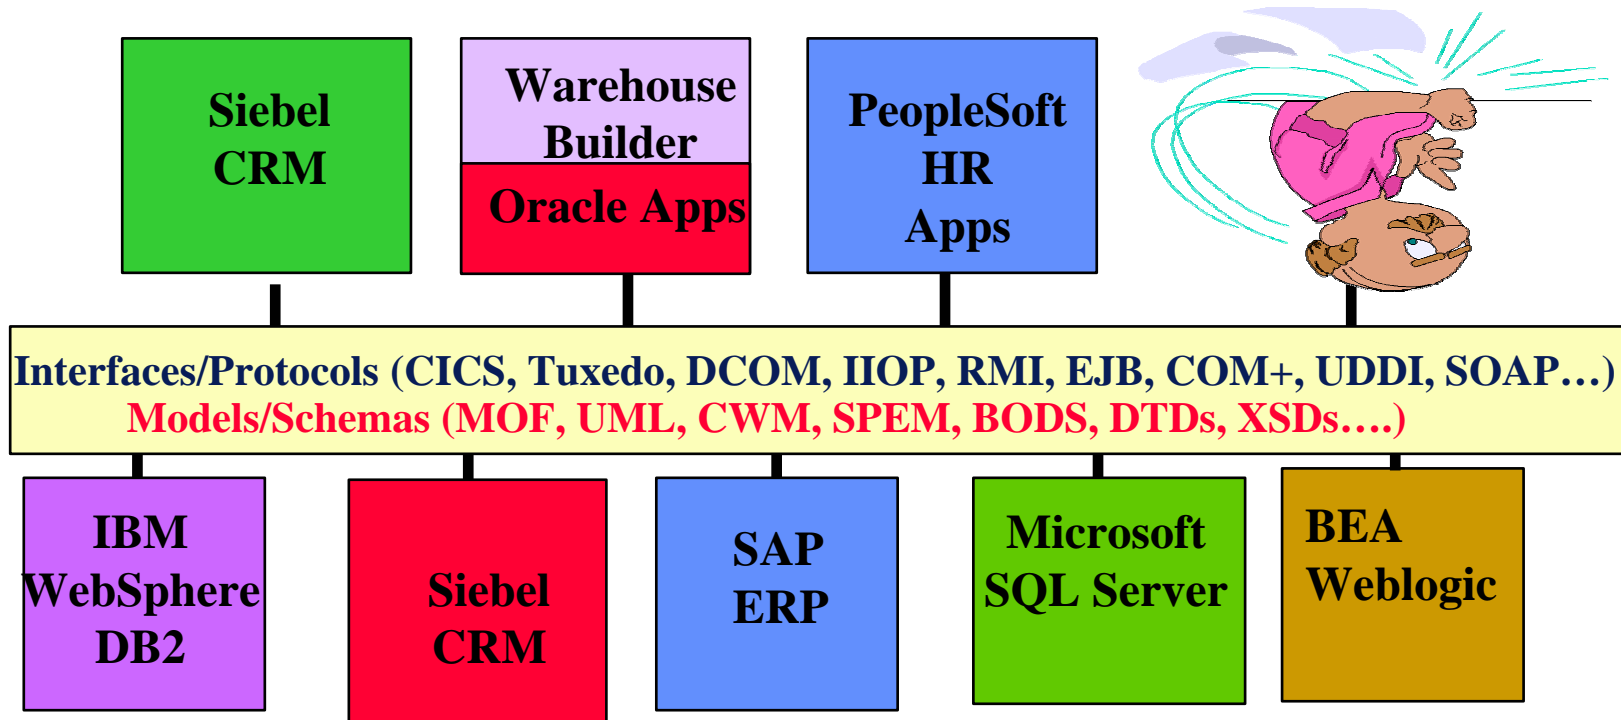 Siebel
CRM
Warehouse
Builder
Oracle Apps
PeopleSoft
HR
Apps
Interfaces/Protocols (CICS, Tuxedo, DCOM, IIOP, RMI, EJB, COM+, UDDI, SOAP…)
Models/Schemas (MOF, UML, CWM, SPEM, BODS, DTDs, XSDs….)
IBM
WebSphere
DB2
Siebel
CRM
SAP
ERP
Microsoft
SQL Server
BEA
Weblogic